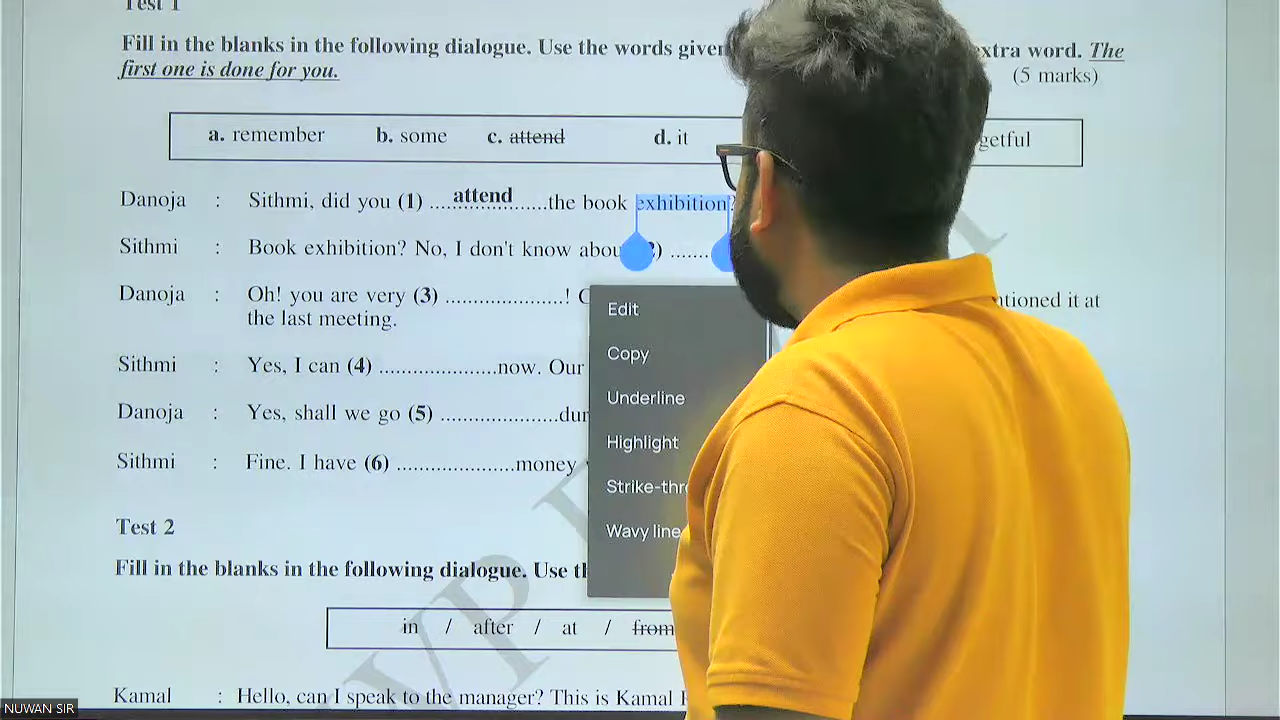 Test 1
Fill in the blanks in the following dialogue. Use the words given extra word. The
first one is done for you. (5 marks)
a. remember b. some c. attend d. it getful
Danoja : Sithmi, did you (1) ....attend....the book exhibition?
Sithmi : Book exhibition? No, I don't know abou .......
Danoja : Oh! you are very (3) .....................! tioned it at
the last meeting.
Sithmi : Yes, I can (4) .....................now. Our
Danoja : Yes, shall we go (5) .....................dur
Sithmi : Fine. I have (6) .....................money
Edit
Copy
Underline
Highlight
Strike-thr
Wavy line
Test 2
Fill in the blanks in the following dialogue. Use th
in / after / at / from
Kamal : Hello, can I speak to the manager? This is Kamal
NUWAN SIR